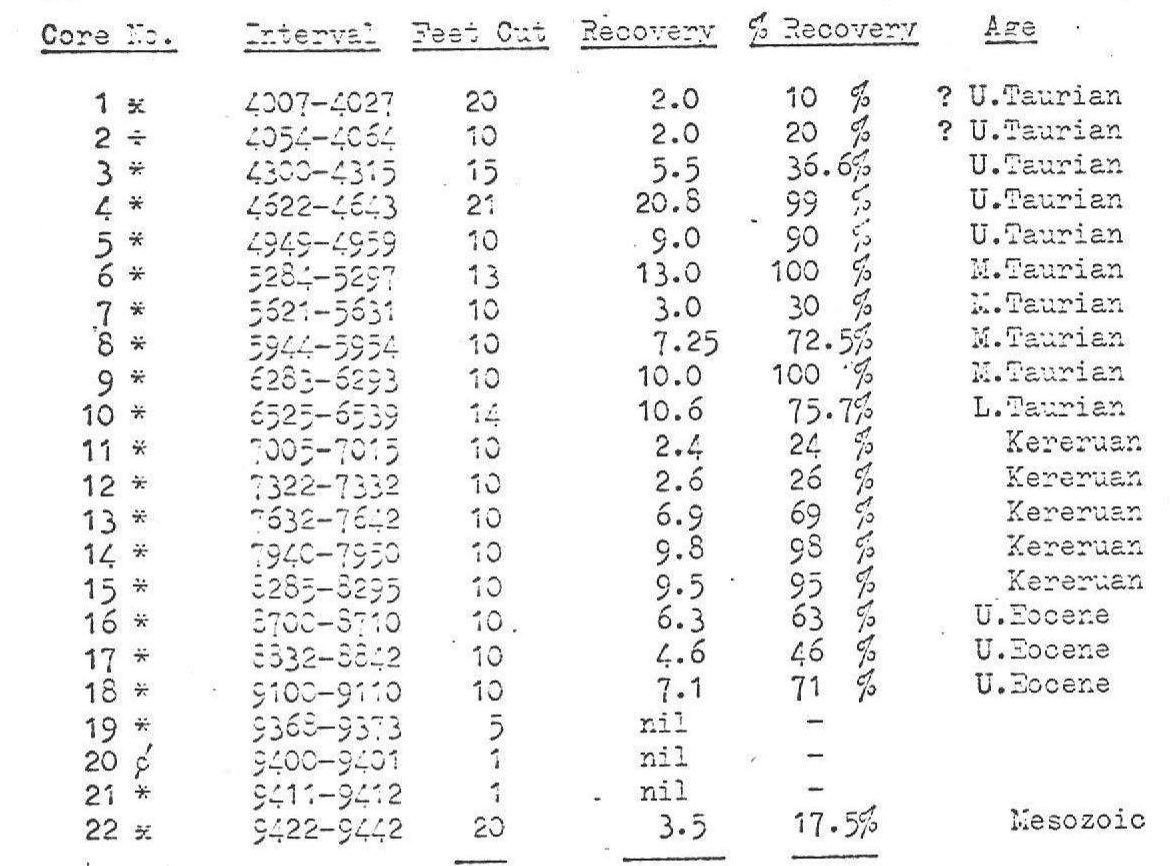 Core No. Interval Feet Cut Recovery % Recovery Age
1 * 4007-4027 20 2.0 10 % ? U.Taurian
2 ÷ 4054-4064 10 2.0 20 % ? U.Taurian
3 * 4300-4315 15 5.5 36.6% U.Taurian
4 * 4622-4643 21 20.8 99 % U.Taurian
5 * 4949-4959 10 9.0 90 % U.Taurian
6 * 5284-5297 13 13.0 100 % M.Taurian
7 * 5621-5631 10 3.0 30 % M.Taurian
8 * 5944-5954 10 7.25 72.5% M.Taurian
9 * 6283-6293 10 10.0 100 % M.Taurian
10 * 6525-6539 14 10.6 75.7% L.Taurian
11 * 7005-7015 10 2.4 24 % Kereruan
12 * 7322-7332 10 2.6 26 % Kereruan
13 * 7632-7642 10 6.9 69 % Kereruan
14 * 7940-7950 10 9.8 98 % Kereruan
15 * 8285-8295 10 9.5 95 % Kereruan
16 * 8700-8710 10 6.3 63 % U.Eocene
17 * 8832-8842 10 4.6 46 % U.Eocene
18 * 9100-9110 10 7.1 71 % U.Eocene
19 * 9368-9373 5 nil -
20 ¢ 9400-9401 1 nil -
21 * 9411-9412 1 nil -
22 * 9422-9442 20 3.5 17.5% Mesozoic